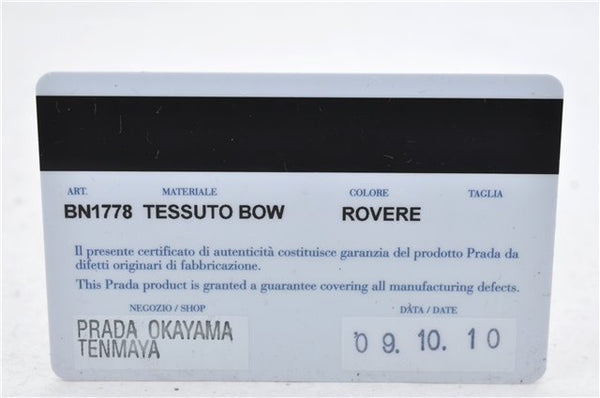 ART. MATERIALE COLORE TAGLIA
BN1778 TESSUTO BOW ROVERE
Il presente certificato di autenticità costituisce garanzia del prodotto Prada da
difetti originari di fabbricazione.
This Prada product is granted a guarantee covering all manufacturing defects.
NEGOZIO / SHOP DATA / DATE
PRADA OKAYAMA
TENMAYA
09. 10. 10